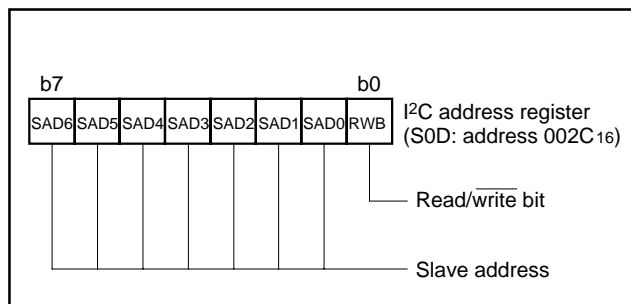 b7 b0
SAD6 SAD5 SAD4 SAD3 SAD2 SAD1 SAD0 RWB
I²C address register
(S0D: address 002C₁₆)
Read/w̅r̅i̅t̅e̅ bit
Slave address